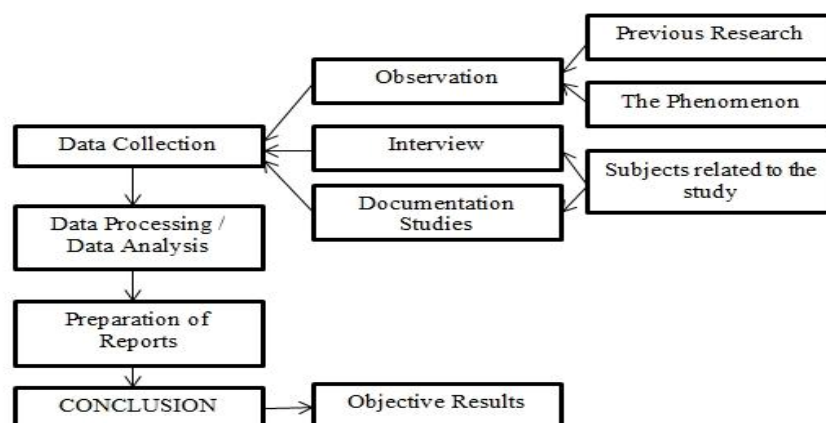 Previous Research
Observation
The Phenomenon
Data Collection
Interview
Subjects related to the
study
Documentation
Studies
Data Processing /
Data Analysis
Preparation of
Reports
CONCLUSION
Objective Results